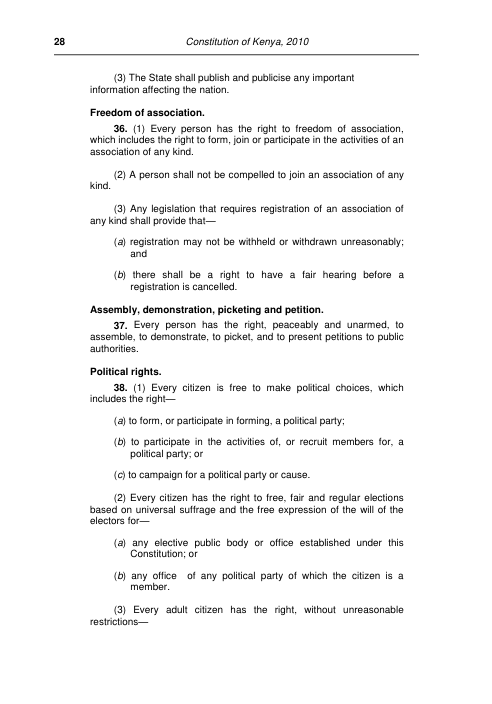 28 Constitution of Kenya, 2010
(3) The State shall publish and publicise any important
information affecting the nation.
Freedom of association.
36. (1) Every person has the right to freedom of association,
which includes the right to form, join or participate in the activities of an
association of any kind.
(2) A person shall not be compelled to join an association of any
kind.
(3) Any legislation that requires registration of an association of
any kind shall provide that—
(a) registration may not be withheld or withdrawn unreasonably;
and
(b) there shall be a right to have a fair hearing before a
registration is cancelled.
Assembly, demonstration, picketing and petition.
37. Every person has the right, peaceably and unarmed, to
assemble, to demonstrate, to picket, and to present petitions to public
authorities.
Political rights.
38. (1) Every citizen is free to make political choices, which
includes the right—
(a) to form, or participate in forming, a political party;
(b) to participate in the activities of, or recruit members for, a
political party; or
(c) to campaign for a political party or cause.
(2) Every citizen has the right to free, fair and regular elections
based on universal suffrage and the free expression of the will of the
electors for—
(a) any elective public body or office established under this
Constitution; or
(b) any office of any political party of which the citizen is a
member.
(3) Every adult citizen has the right, without unreasonable
restrictions—